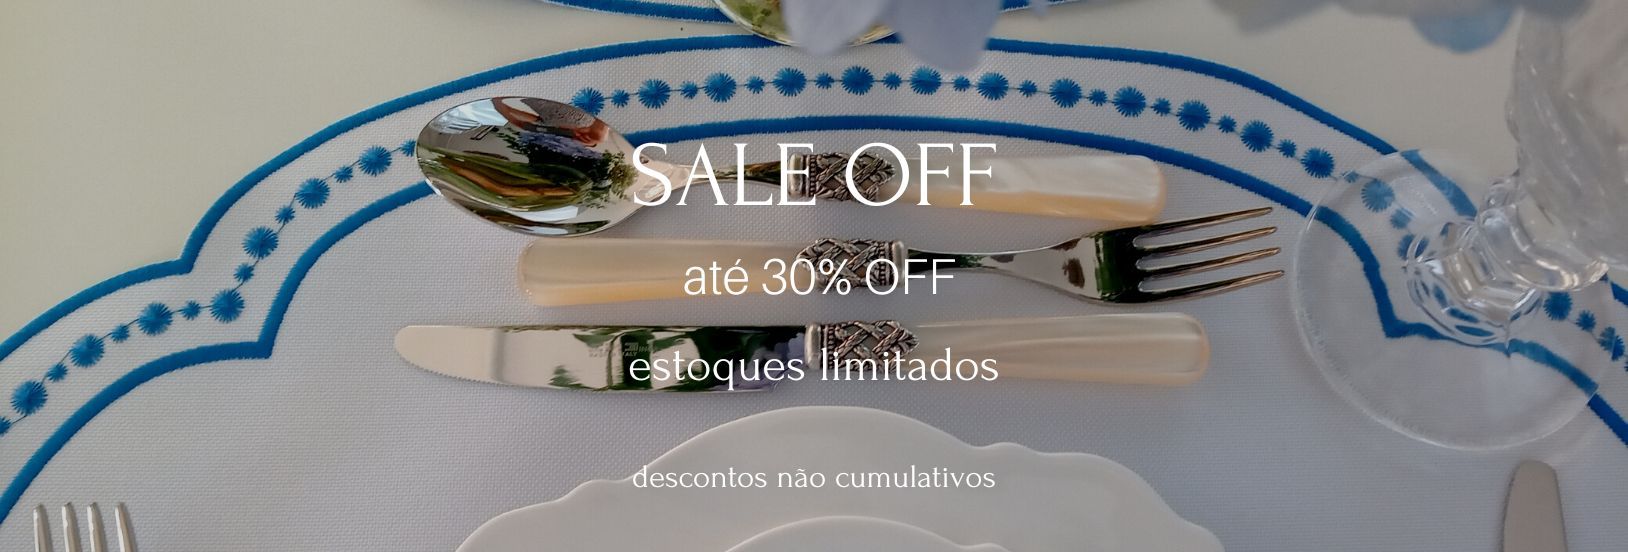 SALE OFF
até 30% OFF
estoques limitados
descontos não cumulativos